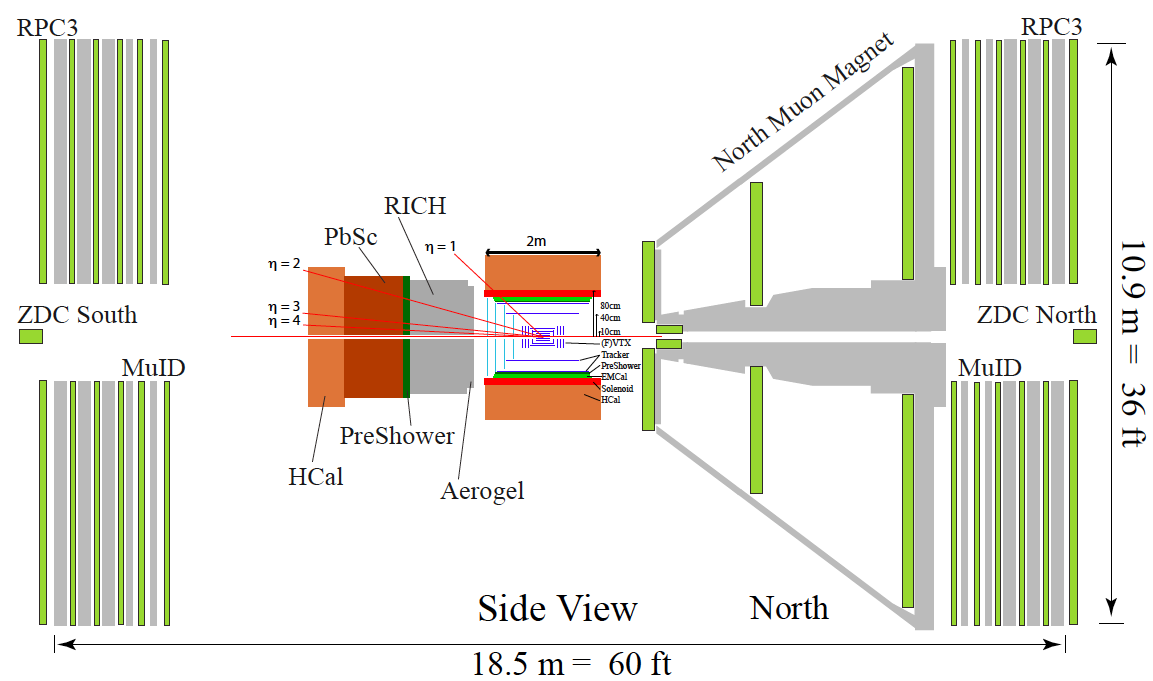 RPC3
RPC3
North Muon Magnet
RICH
PbSc
η = 1
2m
η = 2
η = 3
η = 4
80cm
40cm
10cm
(F)VTX
Tracker
PreShower
EMCal
Solenoid
HCal
ZDC South
ZDC North
MuID
MuID
10.9 m = 36 ft
PreShower
HCal
Aerogel
Side View
North
18.5 m = 60 ft